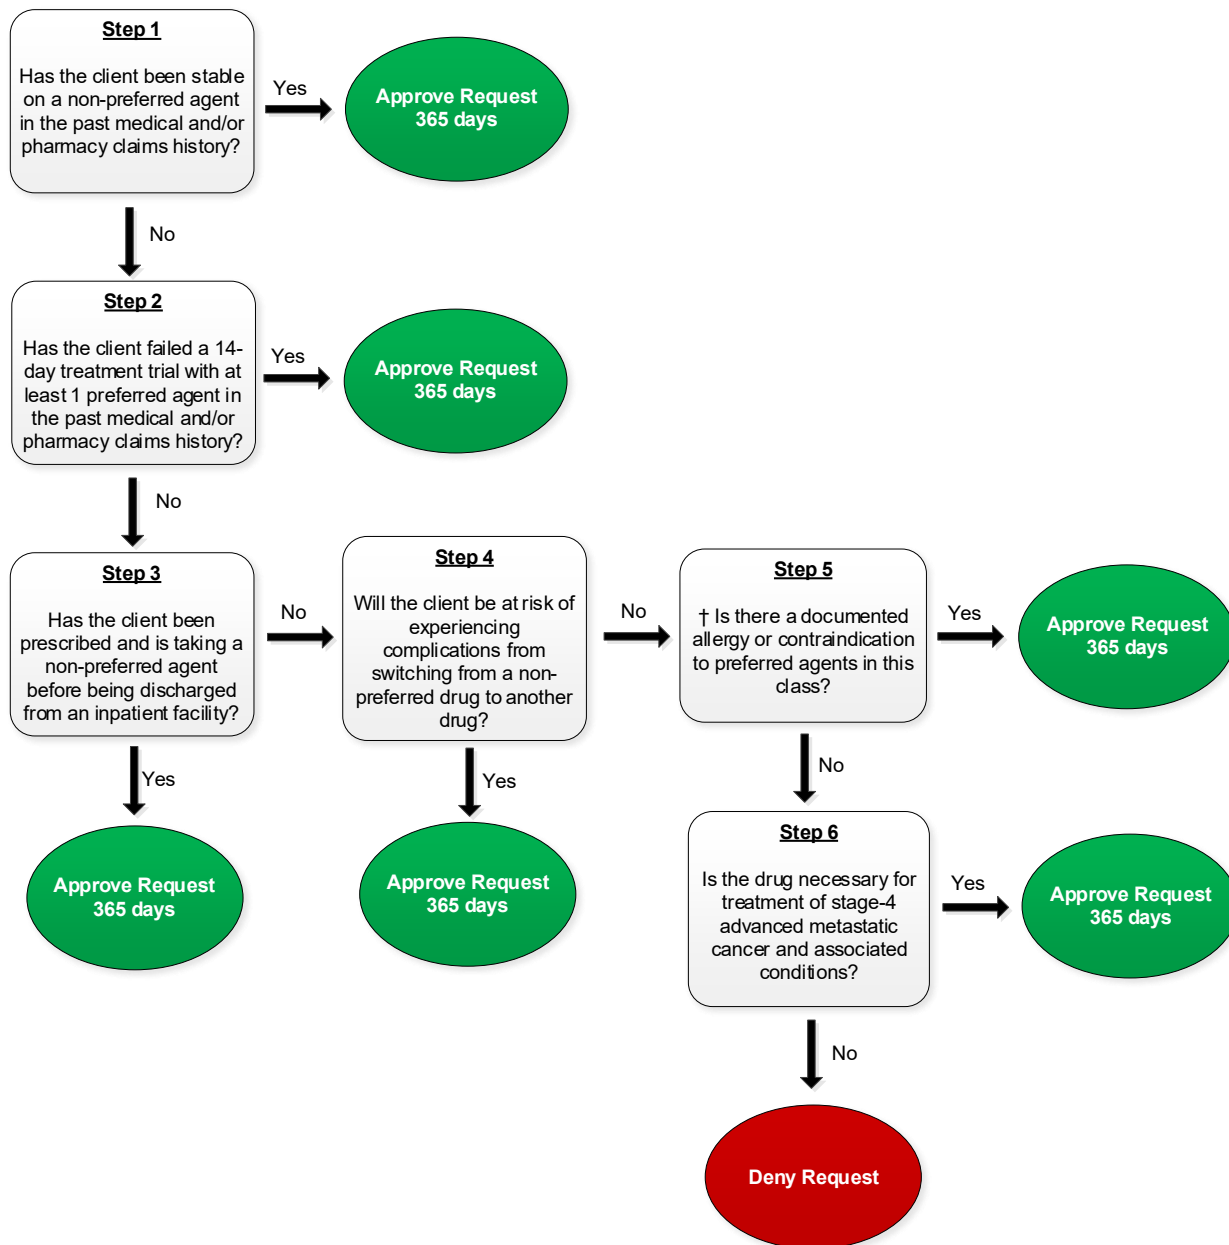 Step 1
Has the client been stable
on a non-preferred agent
in the past medical and/or
pharmacy claims history?
Yes
Approve Request
365 days
No
Step 2
Has the client failed a 14-
day treatment trial with at
least 1 preferred agent in
the past medical and/or
pharmacy claims history?
Yes
Approve Request
365 days
No
Step 3
Has the client been
prescribed and is taking a
non-preferred agent
before being discharged
from an inpatient facility?
No
Yes
Approve Request
365 days
Step 4
Will the client be at risk of
experiencing
complications from
switching from a non-
preferred drug to another
drug?
No
Yes
Approve Request
365 days
Step 5
† Is there a documented
allergy or contraindication
to preferred agents in this
class?
Yes
Approve Request
365 days
No
Step 6
Is the drug necessary for
treatment of stage-4
advanced metastatic
cancer and associated
conditions?
Yes
Approve Request
365 days
No
Deny Request